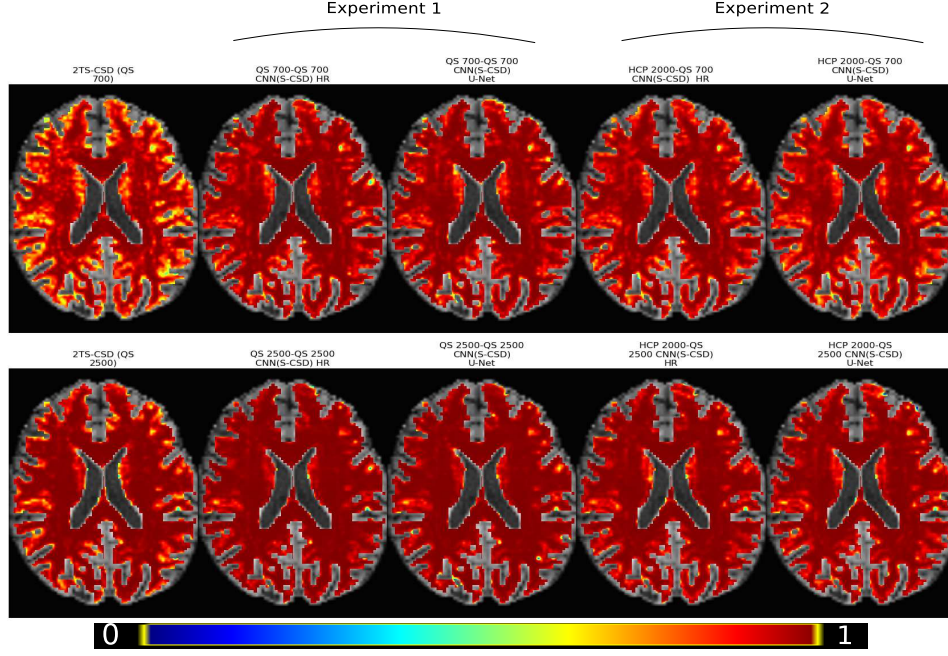 Experiment 1
Experiment 2
2TS-CSD (QS
700)
QS 700-QS 700
CNN(S-CSD) HR
QS 700-QS 700
CNN(S-CSD)
U-Net
HCP 2000-QS 700
CNN(S-CSD)  HR
HCP 2000-QS 700
CNN(S-CSD)
U-Net
2TS-CSD (QS
2500)
QS 2500-QS 2500
CNN(S-CSD) HR
QS 2500-QS 2500
CNN(S-CSD)
U-Net
HCP 2000-QS
2500 CNN(S-CSD)
HR
HCP 2000-QS
2500 CNN(S-CSD)
U-Net
0
1